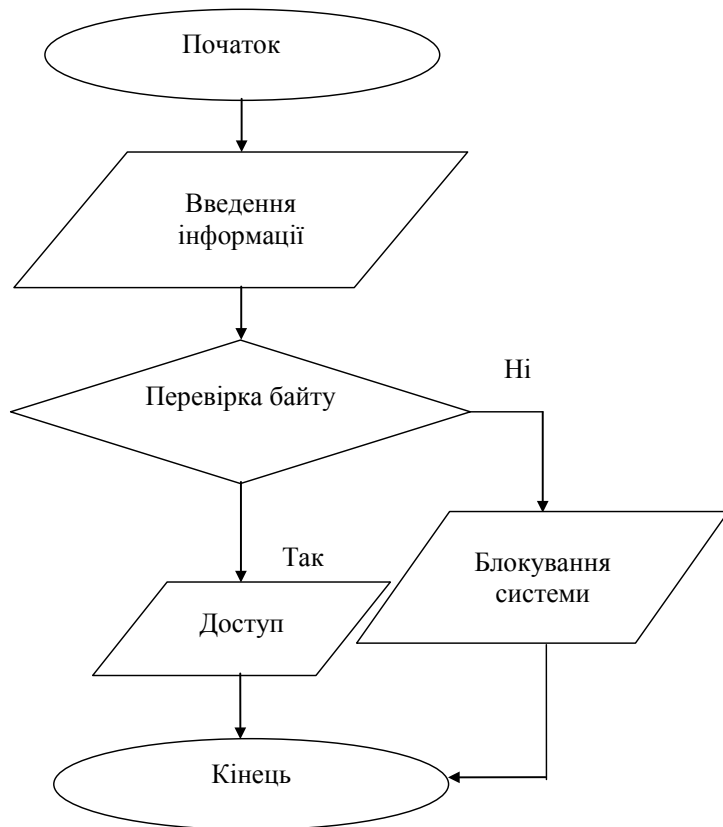 Початок
Введення
інформації
Перевірка байту
Ні
Так
Доступ
Блокування
системи
Кінець